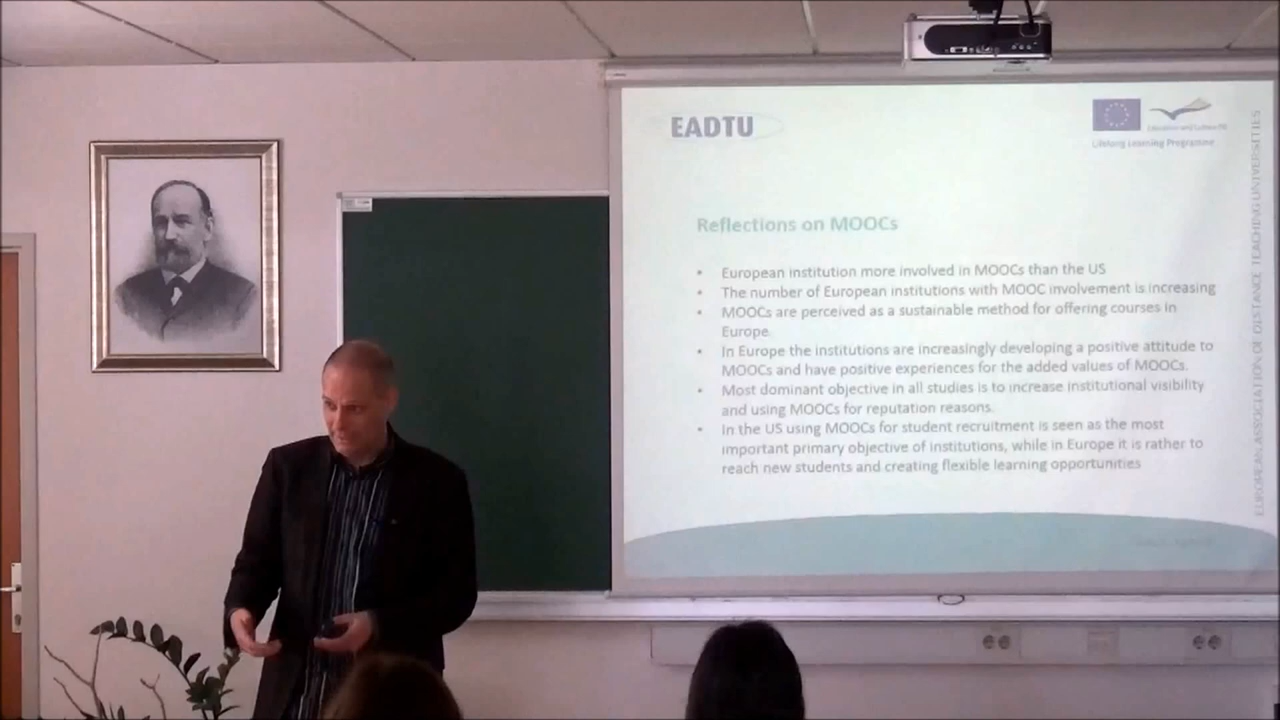 EADTU
Education and Culture DG
Lifelong Learning Programme
Reflections on MOOCs
• European institution more involved in MOOCs than the US
• The number of European institutions with MOOC involvement is increasing
• MOOCs are perceived as a sustainable method for offering courses in
Europe.
• In Europe the institutions are increasingly developing a positive attitude to
MOOCs and have positive experiences for the added values of MOOCs.
• Most dominant objective in all studies is to increase institutional visibility
and using MOOCs for reputation reasons.
• In the US using MOOCs for student recruitment is seen as the most
important primary objective of institutions, while in Europe it is rather to
reach new students and creating flexible learning opportunities
EUROPEAN ASSOCIATION OF DISTANCE TEACHING UNIVERSITIES